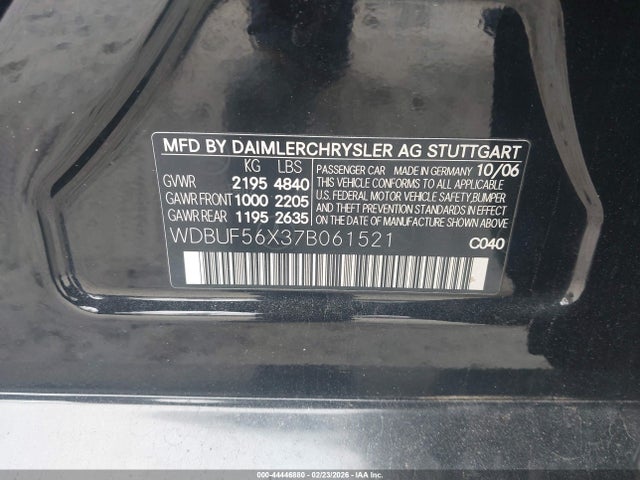 MFD BY DAIMLERCHRYSLER AG STUTTGART
KG LBS
GVWR 2195 4840
GAWR FRONT 1000 2205
GAWR REAR 1195 2635
PASSENGER CAR MADE IN GERMANY 10/06
THIS VEHICLE CONFORMS TO ALL APPLICABLE
U.S. FEDERAL MOTOR VEHICLE SAFETY,BUMPER
AND THEFT PREVENTION STANDARDS IN
EFFECT ON DATE OF MANUFACTURE SHOWN
WDBUF56X37B061521
C040
000-44446880 - 02/23/2026 - IAA Inc.